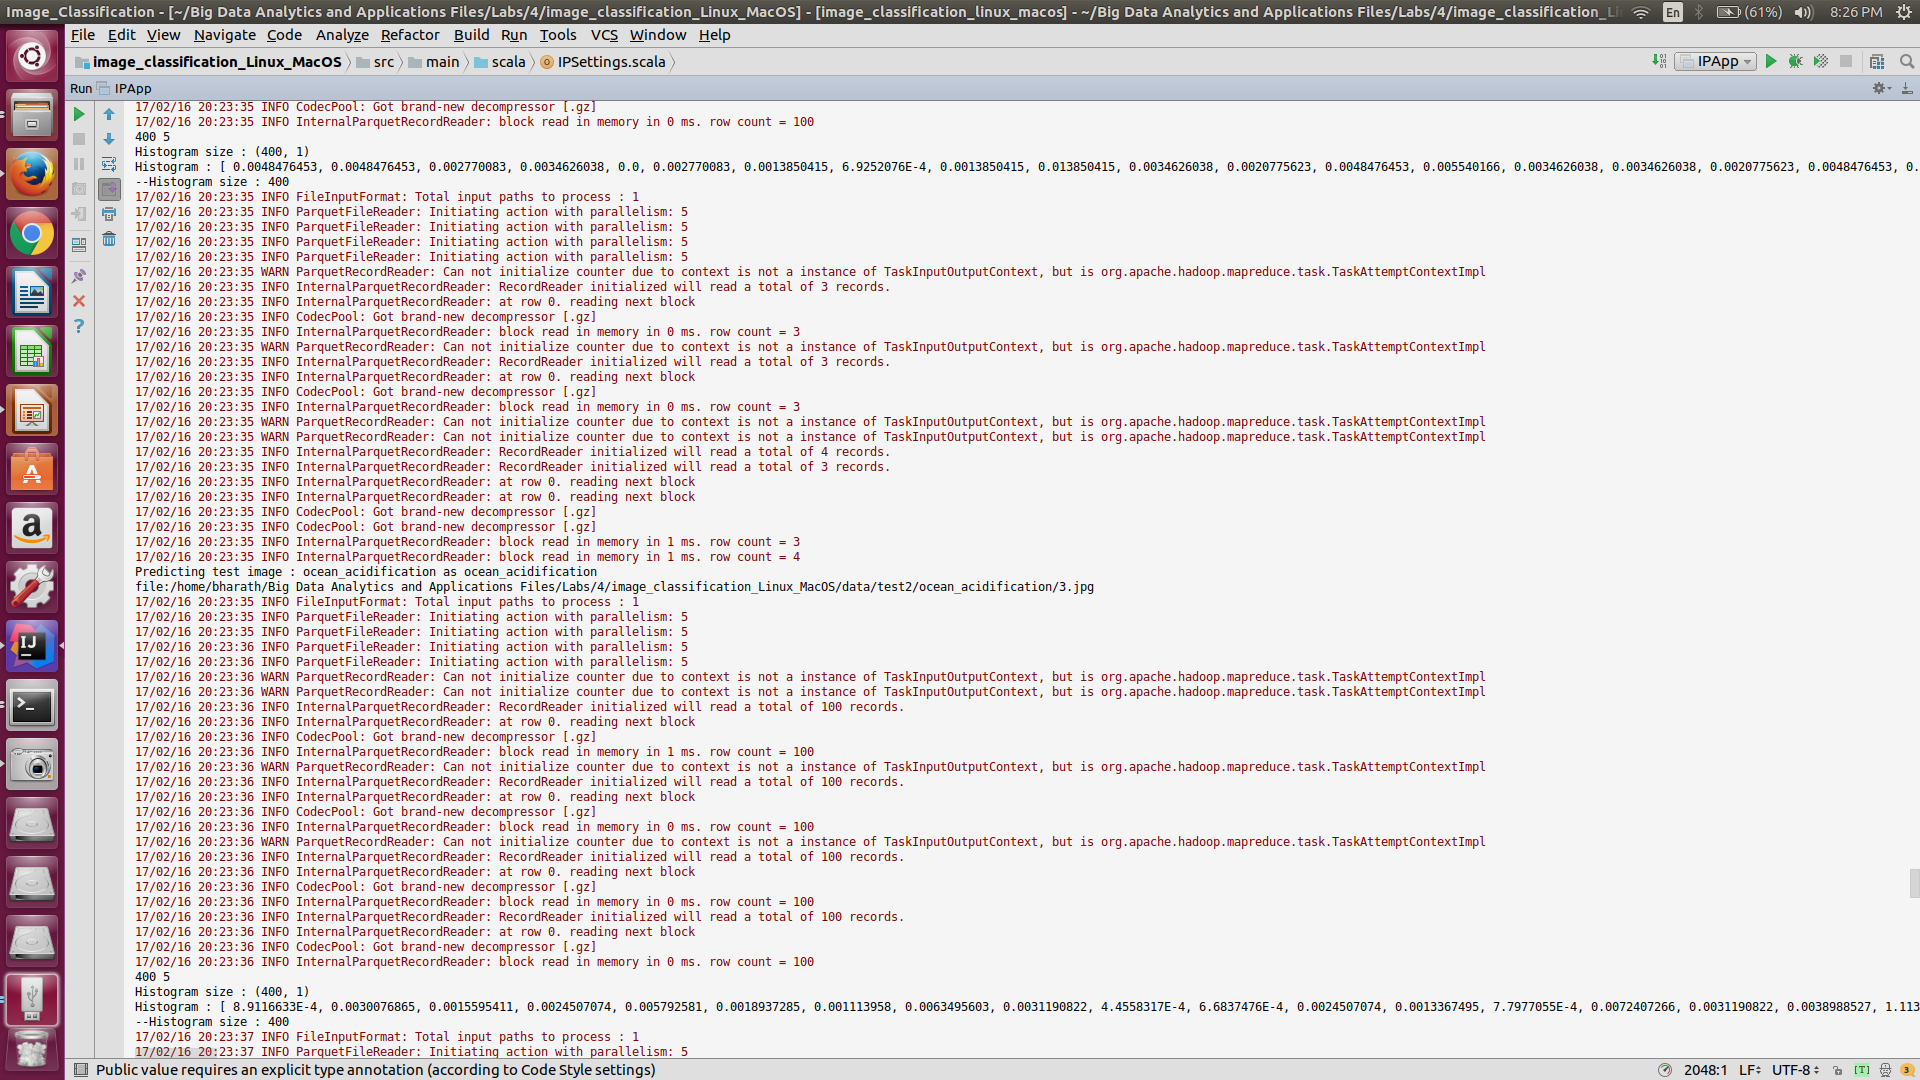 Image_Classification - [~/Big Data Analytics and Applications Files/Labs/4/image_classification_Linux_MacOS] - [image_classification_linux_macos] - ~/Big Data Analytics and Applications Files/Labs/4/image_classification_Li
En (61%) 8:26 PM
File Edit View Navigate Code Analyze Refactor Build Run Tools VCS Window Help
image_classification_Linux_MacOS src main scala IPSettings.scala IPApp
Run IPApp
17/02/16 20:23:35 INFO CodecPool: Got brand-new decompressor [.gz]
17/02/16 20:23:35 INFO InternalParquetRecordReader: block read in memory in 0 ms. row count = 100
400 5
Histogram size : (400, 1)
Histogram : [ 0.0048476453, 0.0048476453, 0.002770083, 0.0034626038, 0.0, 0.002770083, 0.0013850415, 6.9252076E-4, 0.0013850415, 0.013850415, 0.0034626038, 0.0020775623, 0.0048476453, 0.005540166, 0.0034626038, 0.0034626038, 0.0020775623, 0.0048476453, 0.
--Histogram size : 400
17/02/16 20:23:35 INFO FileInputFormat: Total input paths to process : 1
17/02/16 20:23:35 INFO ParquetFileReader: Initiating action with parallelism: 5
17/02/16 20:23:35 INFO ParquetFileReader: Initiating action with parallelism: 5
17/02/16 20:23:35 INFO ParquetFileReader: Initiating action with parallelism: 5
17/02/16 20:23:35 INFO ParquetFileReader: Initiating action with parallelism: 5
17/02/16 20:23:35 WARN ParquetRecordReader: Can not initialize counter due to context is not a instance of TaskInputOutputContext, but is org.apache.hadoop.mapreduce.task.TaskAttemptContextImpl
17/02/16 20:23:35 INFO InternalParquetRecordReader: RecordReader initialized will read a total of 3 records.
17/02/16 20:23:35 INFO InternalParquetRecordReader: at row 0. reading next block
17/02/16 20:23:35 INFO CodecPool: Got brand-new decompressor [.gz]
17/02/16 20:23:35 INFO InternalParquetRecordReader: block read in memory in 0 ms. row count = 3
17/02/16 20:23:35 WARN ParquetRecordReader: Can not initialize counter due to context is not a instance of TaskInputOutputContext, but is org.apache.hadoop.mapreduce.task.TaskAttemptContextImpl
17/02/16 20:23:35 INFO InternalParquetRecordReader: RecordReader initialized will read a total of 3 records.
17/02/16 20:23:35 INFO InternalParquetRecordReader: at row 0. reading next block
17/02/16 20:23:35 INFO CodecPool: Got brand-new decompressor [.gz]
17/02/16 20:23:35 INFO InternalParquetRecordReader: block read in memory in 0 ms. row count = 3
17/02/16 20:23:35 WARN ParquetRecordReader: Can not initialize counter due to context is not a instance of TaskInputOutputContext, but is org.apache.hadoop.mapreduce.task.TaskAttemptContextImpl
17/02/16 20:23:35 WARN ParquetRecordReader: Can not initialize counter due to context is not a instance of TaskInputOutputContext, but is org.apache.hadoop.mapreduce.task.TaskAttemptContextImpl
17/02/16 20:23:35 INFO InternalParquetRecordReader: RecordReader initialized will read a total of 4 records.
17/02/16 20:23:35 INFO InternalParquetRecordReader: RecordReader initialized will read a total of 3 records.
17/02/16 20:23:35 INFO InternalParquetRecordReader: at row 0. reading next block
17/02/16 20:23:35 INFO InternalParquetRecordReader: at row 0. reading next block
17/02/16 20:23:35 INFO CodecPool: Got brand-new decompressor [.gz]
17/02/16 20:23:35 INFO CodecPool: Got brand-new decompressor [.gz]
17/02/16 20:23:35 INFO InternalParquetRecordReader: block read in memory in 1 ms. row count = 3
17/02/16 20:23:35 INFO InternalParquetRecordReader: block read in memory in 1 ms. row count = 4
Predicting test image : ocean_acidification as ocean_acidification
file:/home/bharath/Big Data Analytics and Applications Files/Labs/4/image_classification_Linux_MacOS/data/test2/ocean_acidification/3.jpg
17/02/16 20:23:35 INFO FileInputFormat: Total input paths to process : 1
17/02/16 20:23:35 INFO ParquetFileReader: Initiating action with parallelism: 5
17/02/16 20:23:35 INFO ParquetFileReader: Initiating action with parallelism: 5
17/02/16 20:23:36 INFO ParquetFileReader: Initiating action with parallelism: 5
17/02/16 20:23:36 INFO ParquetFileReader: Initiating action with parallelism: 5
17/02/16 20:23:36 WARN ParquetRecordReader: Can not initialize counter due to context is not a instance of TaskInputOutputContext, but is org.apache.hadoop.mapreduce.task.TaskAttemptContextImpl
17/02/16 20:23:36 WARN ParquetRecordReader: Can not initialize counter due to context is not a instance of TaskInputOutputContext, but is org.apache.hadoop.mapreduce.task.TaskAttemptContextImpl
17/02/16 20:23:36 INFO InternalParquetRecordReader: RecordReader initialized will read a total of 100 records.
17/02/16 20:23:36 INFO InternalParquetRecordReader: at row 0. reading next block
17/02/16 20:23:36 INFO CodecPool: Got brand-new decompressor [.gz]
17/02/16 20:23:36 INFO InternalParquetRecordReader: block read in memory in 1 ms. row count = 100
17/02/16 20:23:36 WARN ParquetRecordReader: Can not initialize counter due to context is not a instance of TaskInputOutputContext, but is org.apache.hadoop.mapreduce.task.TaskAttemptContextImpl
17/02/16 20:23:36 INFO InternalParquetRecordReader: RecordReader initialized will read a total of 100 records.
17/02/16 20:23:36 INFO InternalParquetRecordReader: at row 0. reading next block
17/02/16 20:23:36 INFO CodecPool: Got brand-new decompressor [.gz]
17/02/16 20:23:36 INFO InternalParquetRecordReader: block read in memory in 0 ms. row count = 100
17/02/16 20:23:36 WARN ParquetRecordReader: Can not initialize counter due to context is not a instance of TaskInputOutputContext, but is org.apache.hadoop.mapreduce.task.TaskAttemptContextImpl
17/02/16 20:23:36 INFO InternalParquetRecordReader: RecordReader initialized will read a total of 100 records.
17/02/16 20:23:36 INFO InternalParquetRecordReader: at row 0. reading next block
17/02/16 20:23:36 INFO CodecPool: Got brand-new decompressor [.gz]
17/02/16 20:23:36 INFO InternalParquetRecordReader: block read in memory in 0 ms. row count = 100
17/02/16 20:23:36 INFO InternalParquetRecordReader: RecordReader initialized will read a total of 100 records.
17/02/16 20:23:36 INFO InternalParquetRecordReader: at row 0. reading next block
17/02/16 20:23:36 INFO CodecPool: Got brand-new decompressor [.gz]
17/02/16 20:23:36 INFO InternalParquetRecordReader: block read in memory in 0 ms. row count = 100
400 5
Histogram size : (400, 1)
Histogram : [ 8.9116633E-4, 0.0030076865, 0.0015595411, 0.0024507074, 0.005792581, 0.0018937285, 0.001113958, 0.0063495603, 0.0031190822, 4.4558317E-4, 6.6837476E-4, 0.0024507074, 0.0013367495, 7.7977055E-4, 0.0072407266, 0.0031190822, 0.0038988527, 1.113
--Histogram size : 400
17/02/16 20:23:37 INFO FileInputFormat: Total input paths to process : 1
17/02/16 20:23:37 INFO ParquetFileReader: Initiating action with parallelism: 5
Public value requires an explicit type annotation (according to Code Style settings) 2048:1 LF UTF-8 [T] 3